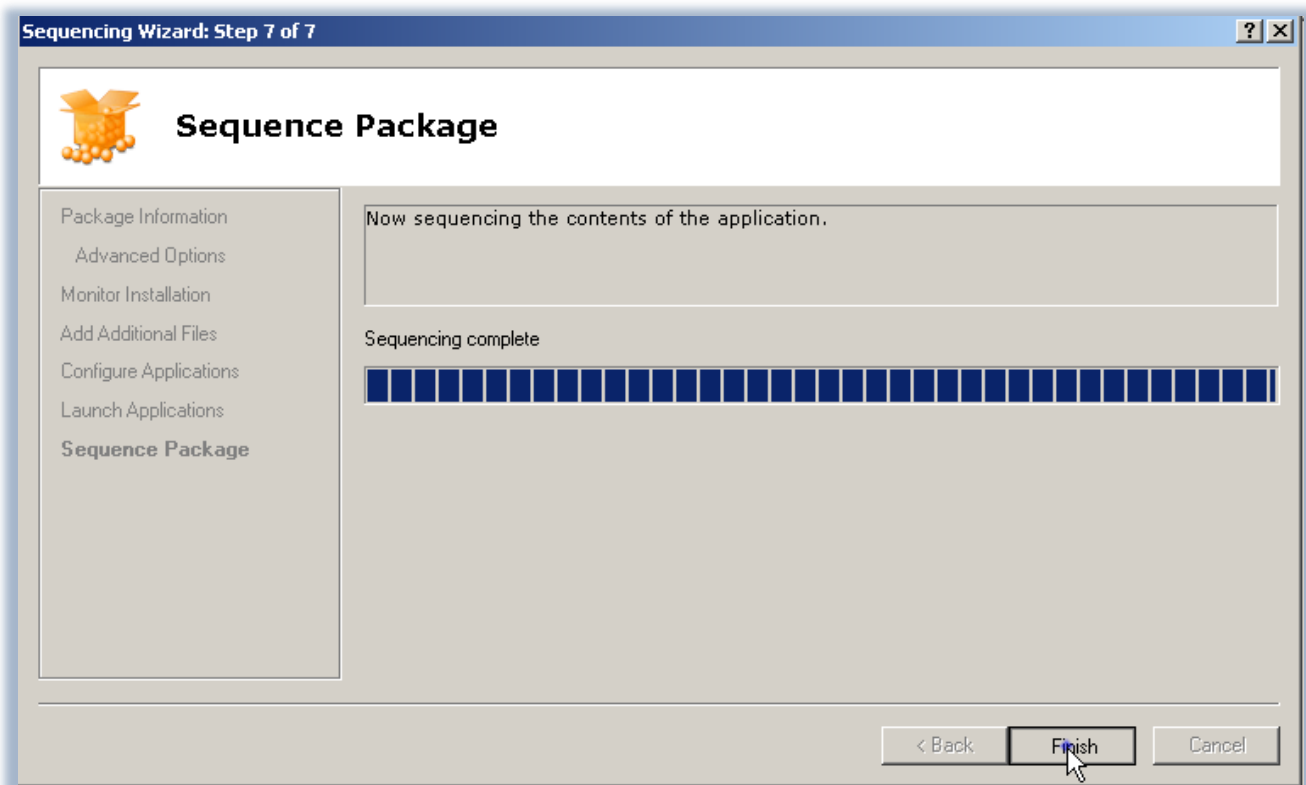 Sequencing Wizard: Step 7 of 7
Sequence Package
Package Information
Advanced Options
Monitor Installation
Add Additional Files
Configure Applications
Launch Applications
Sequence Package
Now sequencing the contents of the application.
Sequencing complete
< Back
Finish
Cancel